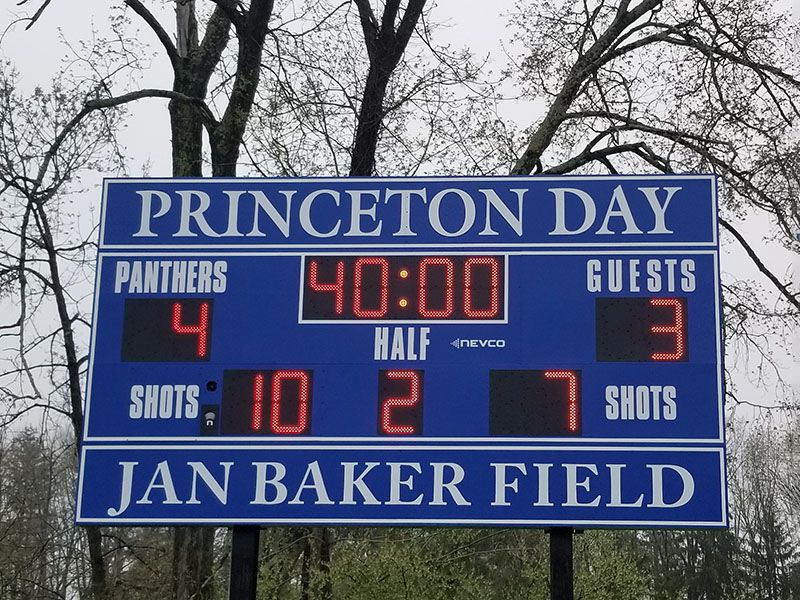 PRINCETON DAY
PANTHERS 40:00 GUESTS
4 3
HALF NEVCO
SHOTS 10 2 7 SHOTS
JAN BAKER FIELD